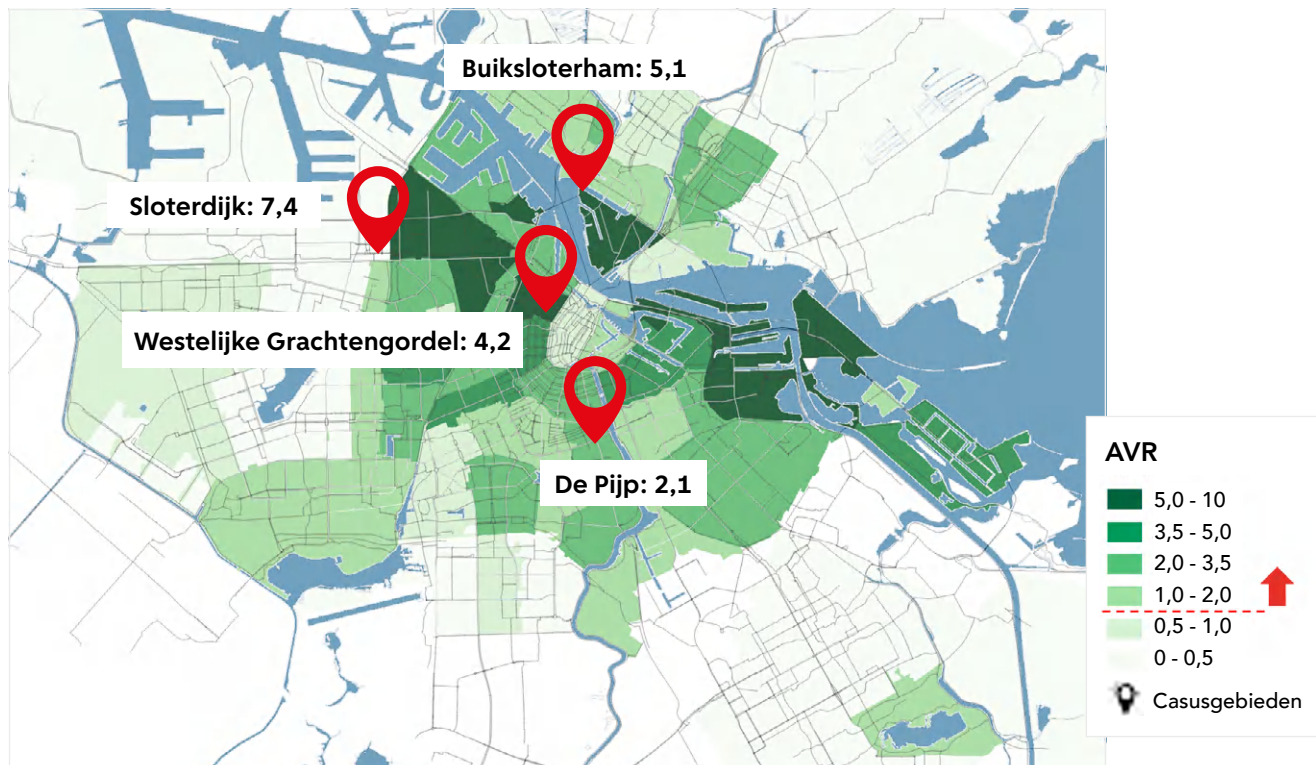 Buiksloterham: 5,1
Sloterdijk: 7,4
Westelijke Grachtengordel: 4,2
De Pijp: 2,1
AVR
5,0 - 10
3,5 - 5,0
2,0 - 3,5
1,0 - 2,0
0,5 - 1,0
0 - 0,5
Casusgebieden